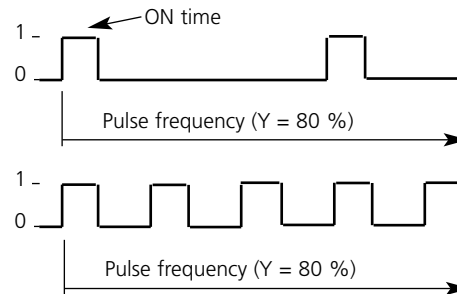 ON time
1
0
Pulse frequency (Y = 80 %)
1
0
Pulse frequency (Y = 80 %)